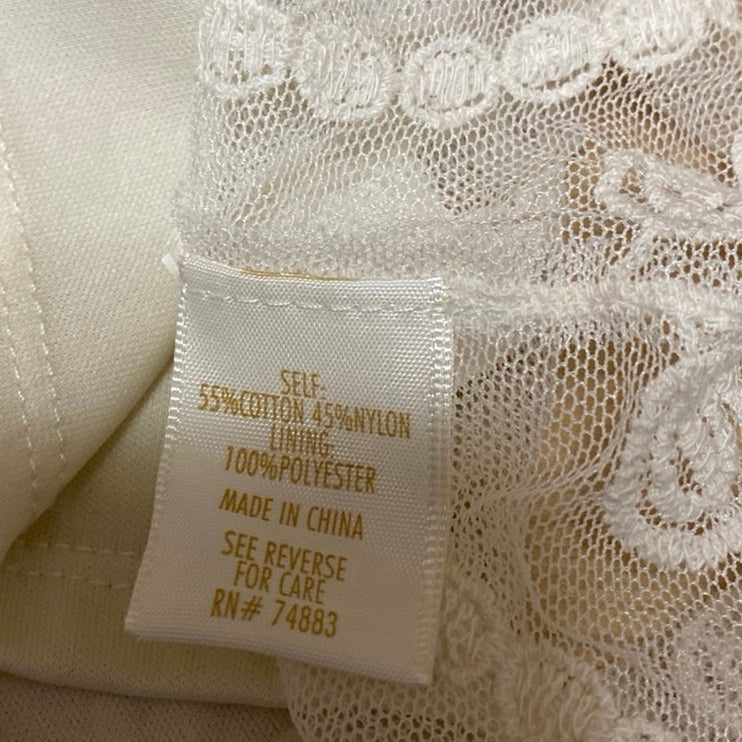 SELF:
55%COTTON 45%NYLON
LINING:
100%POLYESTER
MADE IN CHINA
SEE REVERSE
FOR CARE
RN# 74883